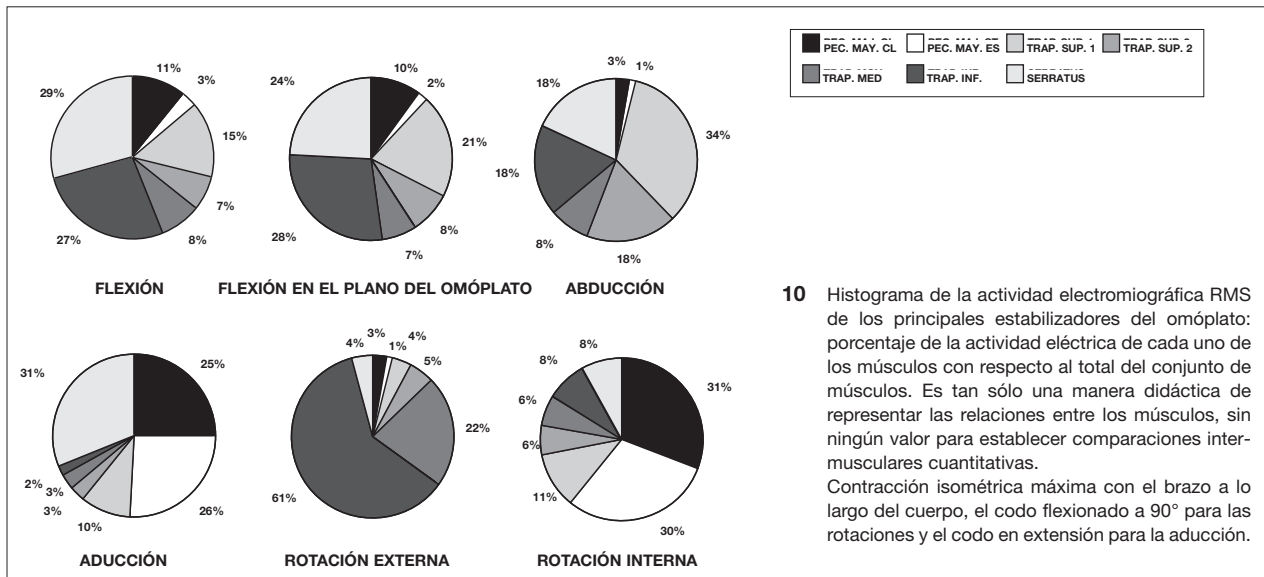 PEC. MAY. CL PEC. MAY. ES TRAP. SUP. 1 TRAP. SUP. 2
TRAP. MED TRAP. INF. SERRATUS
11%
3%
15%
7%
8%
27%
29%
FLEXIÓN
10%
2%
21%
8%
7%
28%
24%
FLEXIÓN EN EL PLANO DEL OMÓPLATO
3%
1%
34%
18%
8%
18%
18%
ABDUCCIÓN
25%
26%
10%
3%
3%
2%
31%
ADUCCIÓN
3%
1%
4%
5%
22%
61%
4%
ROTACIÓN EXTERNA
31%
30%
11%
6%
6%
8%
8%
ROTACIÓN INTERNA
10 Histograma de la actividad electromiográfica RMS
de los principales estabilizadores del omóplato:
porcentaje de la actividad eléctrica de cada uno de
los músculos con respecto al total del conjunto de
músculos. Es tan sólo una manera didáctica de
representar las relaciones entre los músculos, sin
ningún valor para establecer comparaciones inter-
musculares cuantitativas.
Contracción isométrica máxima con el brazo a lo
largo del cuerpo, el codo flexionado a 90° para las
rotaciones y el codo en extensión para la aducción.